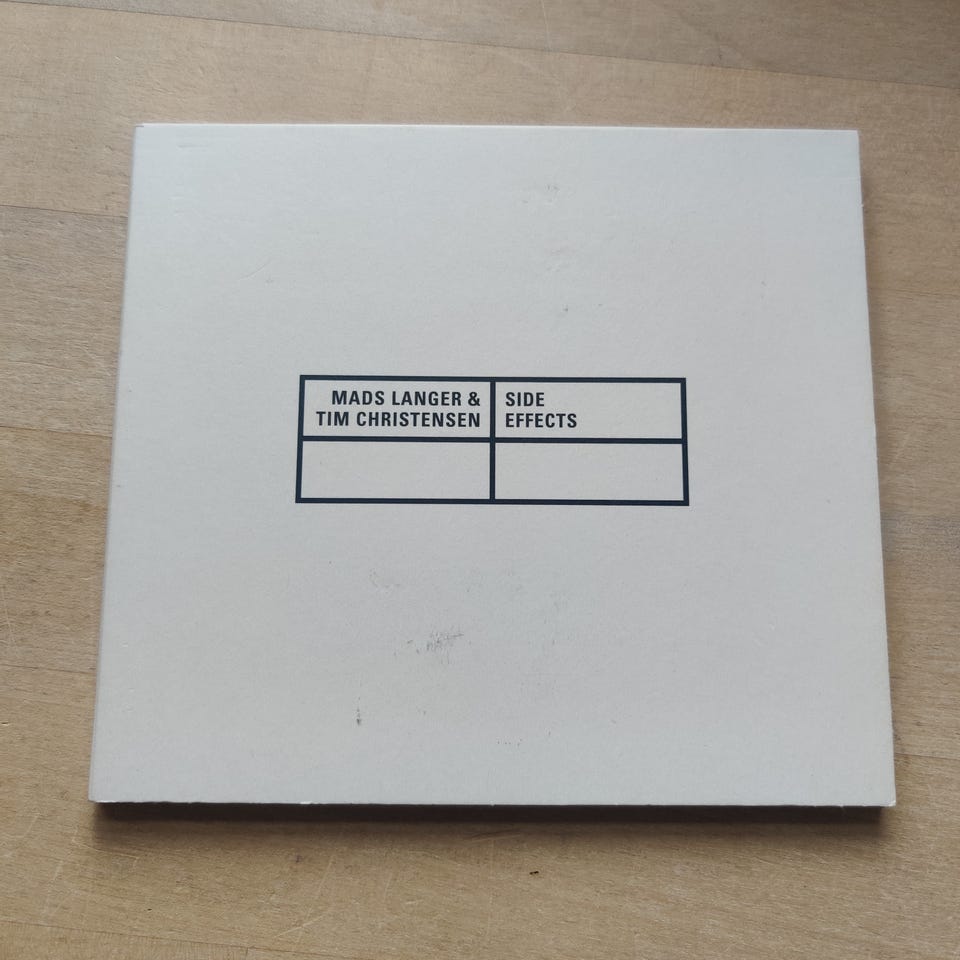 MADS LANGER &
TIM CHRISTENSEN
SIDE
EFFECTS